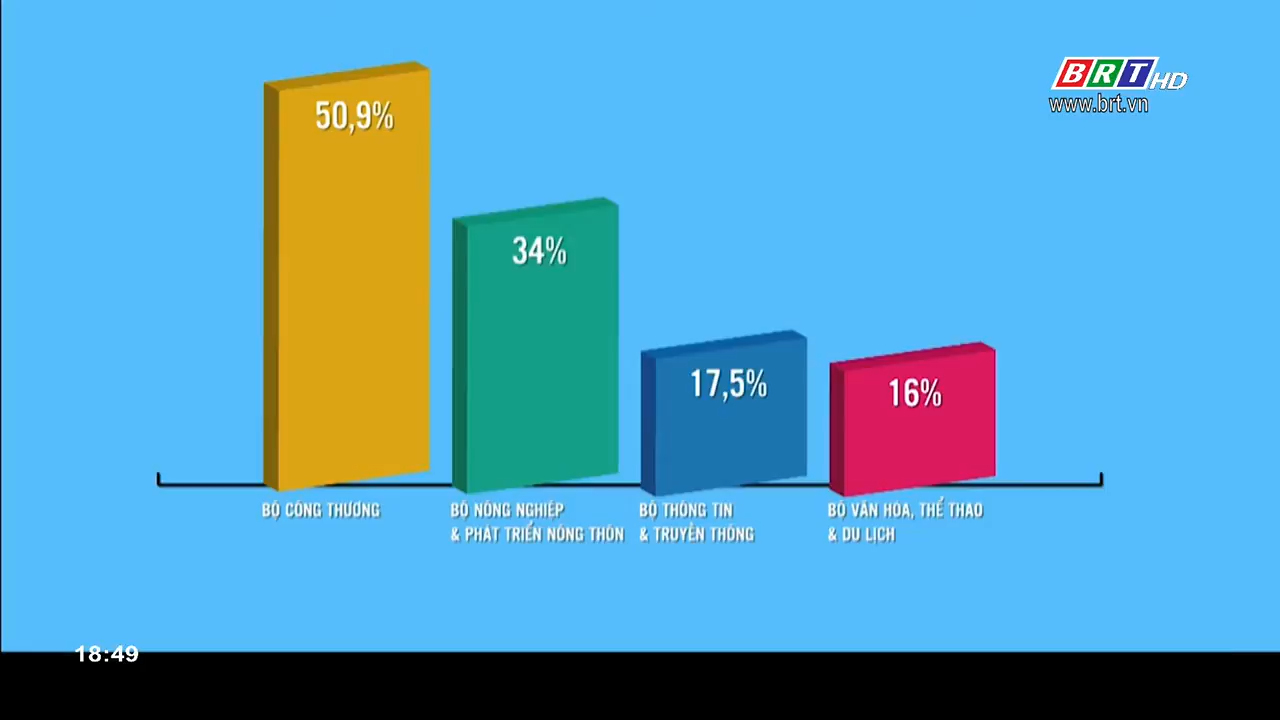 BRT HD
www.brt.vn
50,9%
34%
17,5%
16%
BỘ CÔNG THƯƠNG
BỘ NÔNG NGHIỆP
& PHÁT TRIỂN NÔNG THÔN
BỘ THÔNG TIN
& TRUYỀN THÔNG
BỘ VĂN HÓA, THỂ THAO
& DU LỊCH
18:49